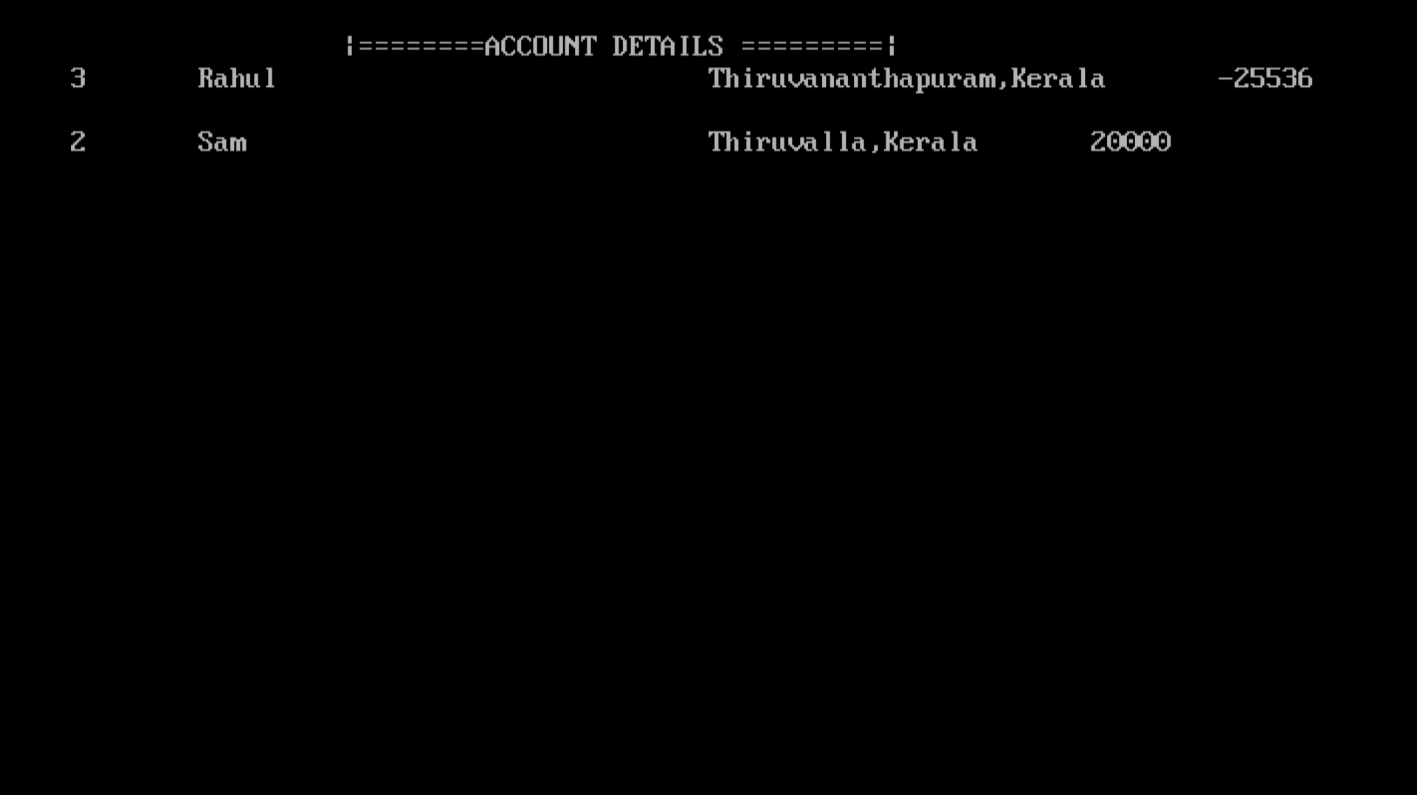 ¦========ACCOUNT DETAILS =========¦
3 Rahul Thiruvananthapuram,Kerala -25536
2 Sam Thiruvalla,Kerala 20000